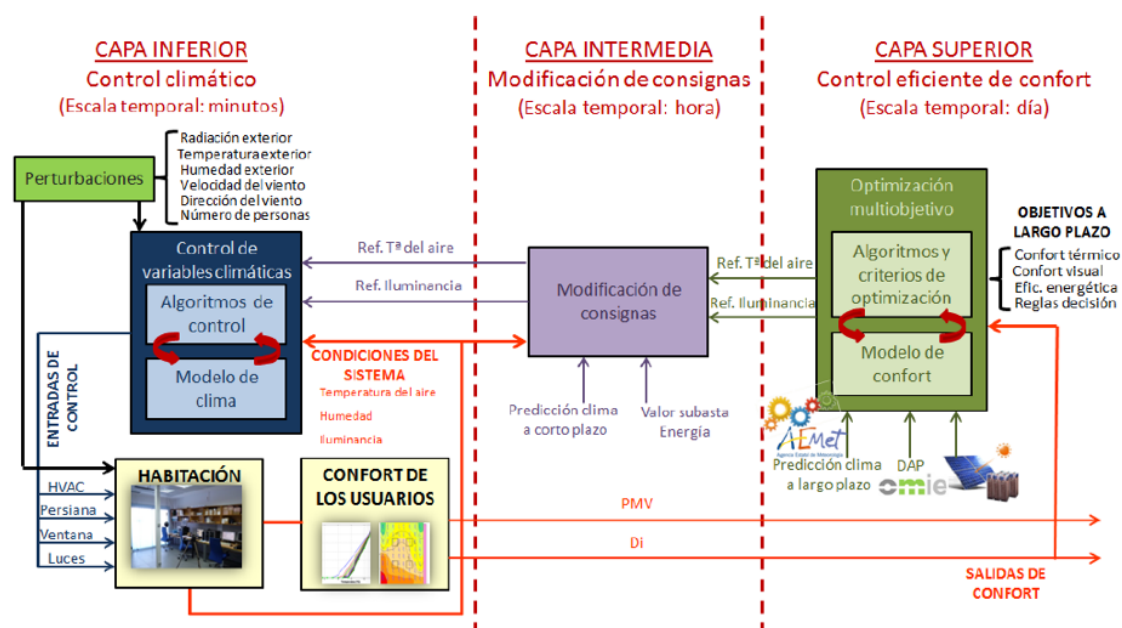 CAPA INFERIOR
Control climático
(Escala temporal: minutos)
CAPA INTERMEDIA
Modificación de consignas
(Escala temporal: hora)
CAPA SUPERIOR
Control eficiente de confort
(Escala temporal: día)
Perturbaciones
Radiación exterior
Temperatura exterior
Humedad exterior
Velocidad del viento
Dirección del viento
Número de personas
Control de
variables climáticas
Algoritmos de
control
Modelo de
clima
Ref. Tª del aire
Ref. Iluminancia
Modificación de
consignas
Ref. Tª del aire
Ref. Iluminancia
Optimización
multiobjetivo
Algoritmos y
criterios de
optimización
Modelo de
confort
OBJETIVOS A
LARGO PLAZO
Confort térmico
Confort visual
Efic. energética
Reglas decisión
ENTRADAS DE
CONTROL
CONDICIONES DEL
SISTEMA
Temperatura del aire
Humedad
Iluminancia
Predicción clima
a corto plazo
Valor subasta
Energía
AEMet
Agencia Estatal de Meteorología
Predicción clima
a largo plazo
DAP
omie
HVAC
Persiana
Ventana
Luces
HABITACIÓN
CONFORT DE
LOS USUARIOS
PMV
Di
SALIDAS DE
CONFORT